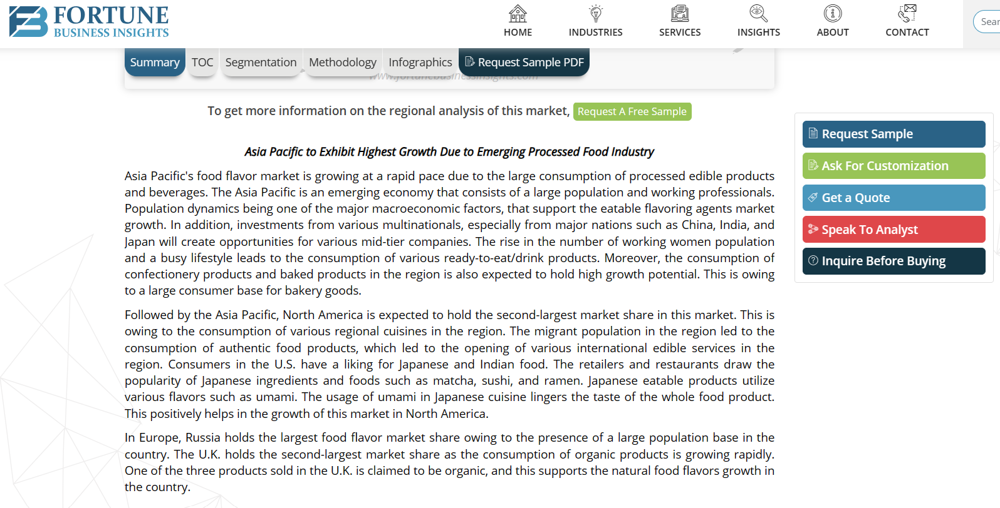 FORTUNE
BUSINESS INSIGHTS
HOME
INDUSTRIES
SERVICES
INSIGHTS
ABOUT
CONTACT
Sear
Summary
TOC
Segmentation
Methodology
Infographics
Request Sample PDF
www.fortunebusinessinsights.com
To get more information on the regional analysis of this market, Request A Free Sample
Asia Pacific to Exhibit Highest Growth Due to Emerging Processed Food Industry
Asia Pacific's food flavor market is growing at a rapid pace due to the large consumption of processed edible products
and beverages. The Asia Pacific is an emerging economy that consists of a large population and working professionals.
Population dynamics being one of the major macroeconomic factors, that support the eatable flavoring agents market
growth. In addition, investments from various multinationals, especially from major nations such as China, India, and
Japan will create opportunities for various mid-tier companies. The rise in the number of working women population
and a busy lifestyle leads to the consumption of various ready-to-eat/drink products. Moreover, the consumption of
confectionery products and baked products in the region is also expected to hold high growth potential. This is owing
to a large consumer base for bakery goods.
Followed by the Asia Pacific, North America is expected to hold the second-largest market share in this market. This is
owing to the consumption of various regional cuisines in the region. The migrant population in the region led to the
consumption of authentic food products, which led to the opening of various international edible services in the
region. Consumers in the U.S. have a liking for Japanese and Indian food. The retailers and restaurants draw the
popularity of Japanese ingredients and foods such as matcha, sushi, and ramen. Japanese eatable products utilize
various flavors such as umami. The usage of umami in Japanese cuisine lingers the taste of the whole food product.
This positively helps in the growth of this market in North America.
In Europe, Russia holds the largest food flavor market share owing to the presence of a large population base in the
country. The U.K. holds the second-largest market share as the consumption of organic products is growing rapidly.
One of the three products sold in the U.K. is claimed to be organic, and this supports the natural food flavors growth in
the country.
Request Sample
Ask For Customization
Get a Quote
Speak To Analyst
Inquire Before Buying